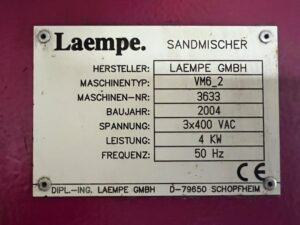 Laempe. SANDMISCHER
HERSTELLER: LAEMPE GMBH
MASCHINENTYP: VM6_2
MASCHINEN-NR: 3633
BAUJAHR: 2004
SPANNUNG: 3x400 VAC
LEISTUNG: 4 KW
FREQUENZ: 50 Hz
CE
DIPL.-ING. LAEMPE GMBH D-79650 SCHOPFHEIM